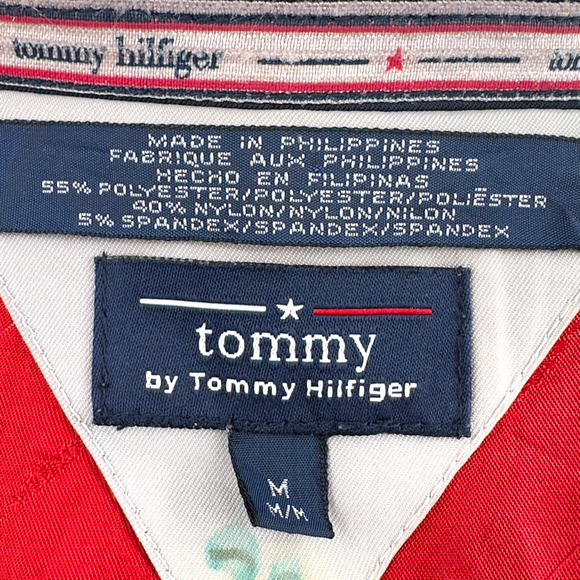 tommy hilfiger
MADE IN PHILIPPINES
FABRIQUE AUX PHILIPPINES
HECHO EN FILIPINAS
55% POLYESTER/POLYESTER/POLIËSTER
40% NYLON/NYLON/NILON
5% SPANDEX/SPANDEX/SPANDEX
tommy
by Tommy Hilfiger
M
M/M